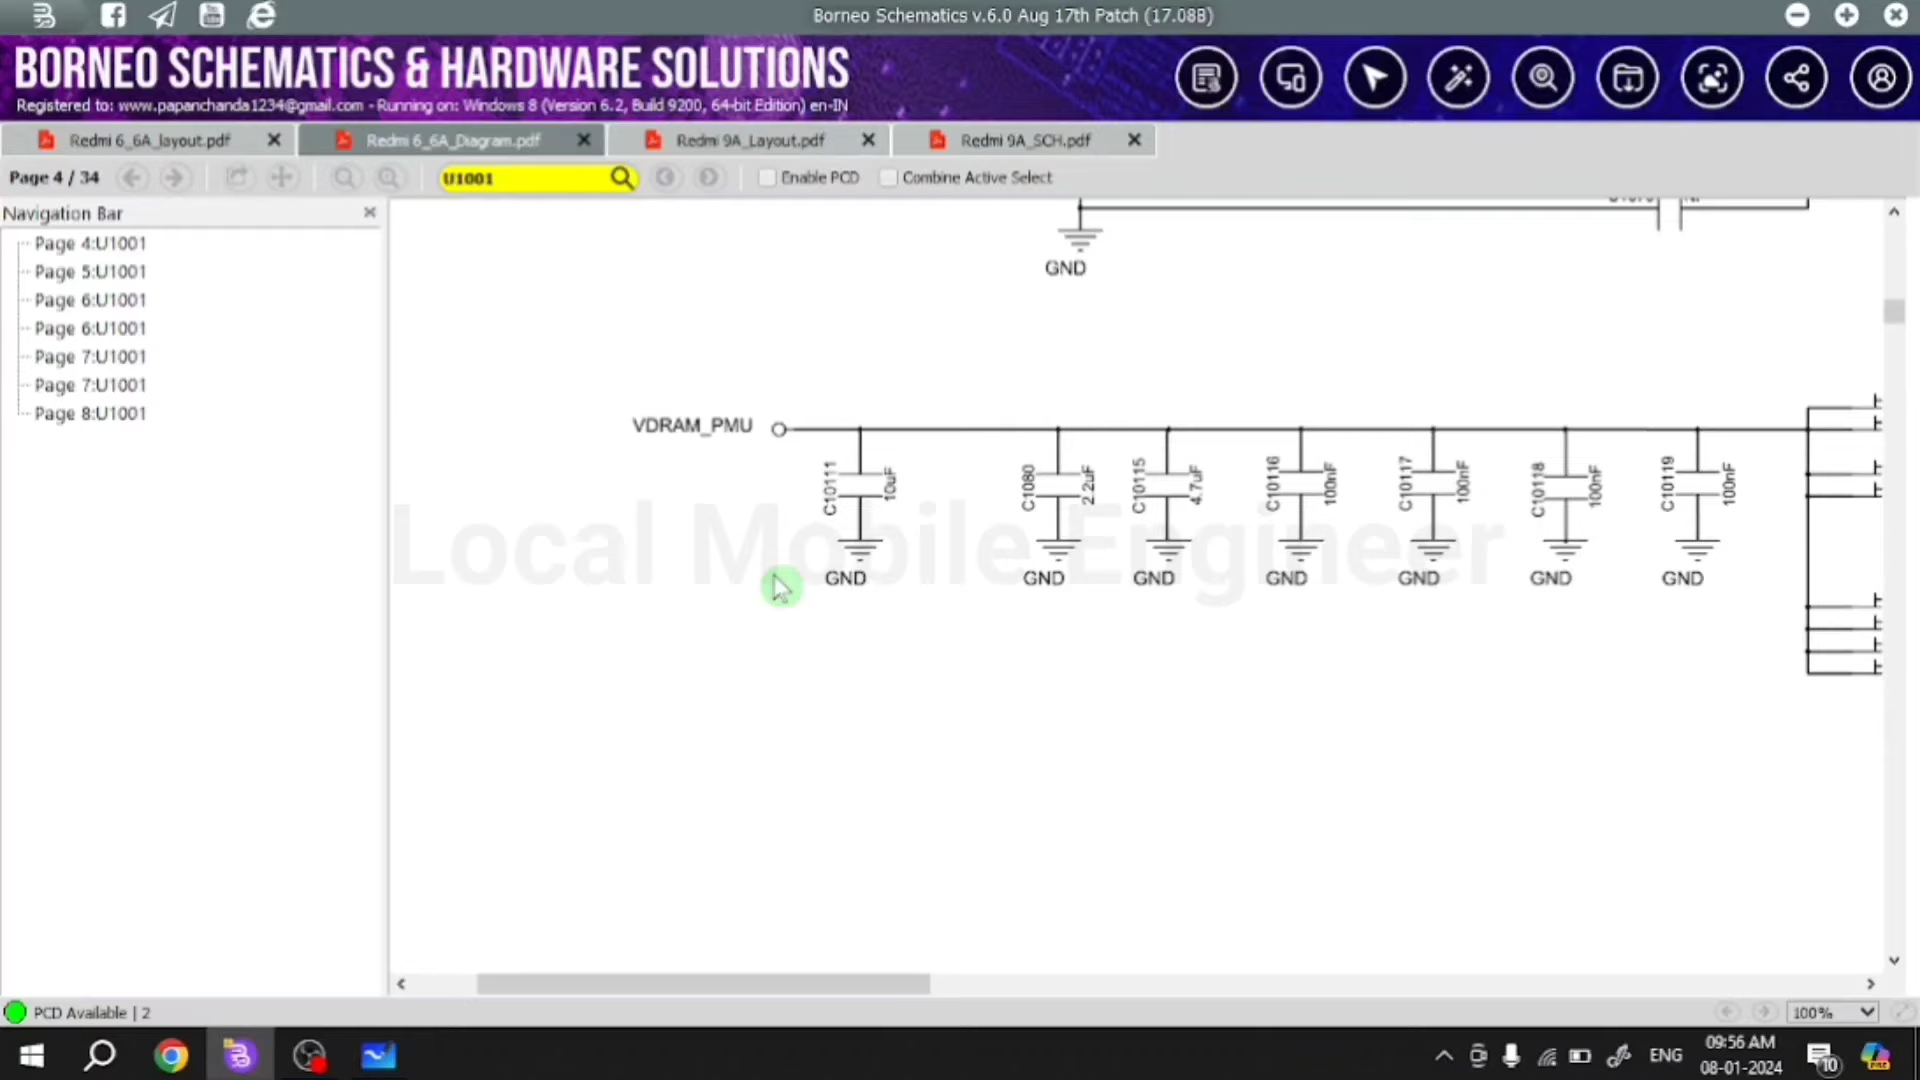 Borneo Schematics v.6.0 Aug 17th Patch (17.08B)
BORNEO SCHEMATICS & HARDWARE SOLUTIONS
Registered to: www.papanchanda1234@gmail.com - Running on: Windows 8 (Version 6.2, Build 9200, 64-bit Edition) en-IN
Redmi 6_6A_layout.pdf
Redmi 6_6A_Diagram.pdf
Redmi 9A_Layout.pdf
Redmi 9A_SCH.pdf
Page 4 / 34
U1001
Enable PCD
Combine Active Select
Navigation Bar
Page 4:U1001
Page 5:U1001
Page 6:U1001
Page 6:U1001
Page 7:U1001
Page 7:U1001
Page 8:U1001
GND
VDRAM_PMU
C10111 10uF
C1080 2.2uF
C10115 4.7uF
C10116 100nF
C10117 100nF
C10118 100nF
C10119 100nF
Local Mobile Engineer
GND GND GND GND GND GND GND
PCD Available | 2
100%
ENG
09:56 AM
08-01-2024
10
PRE